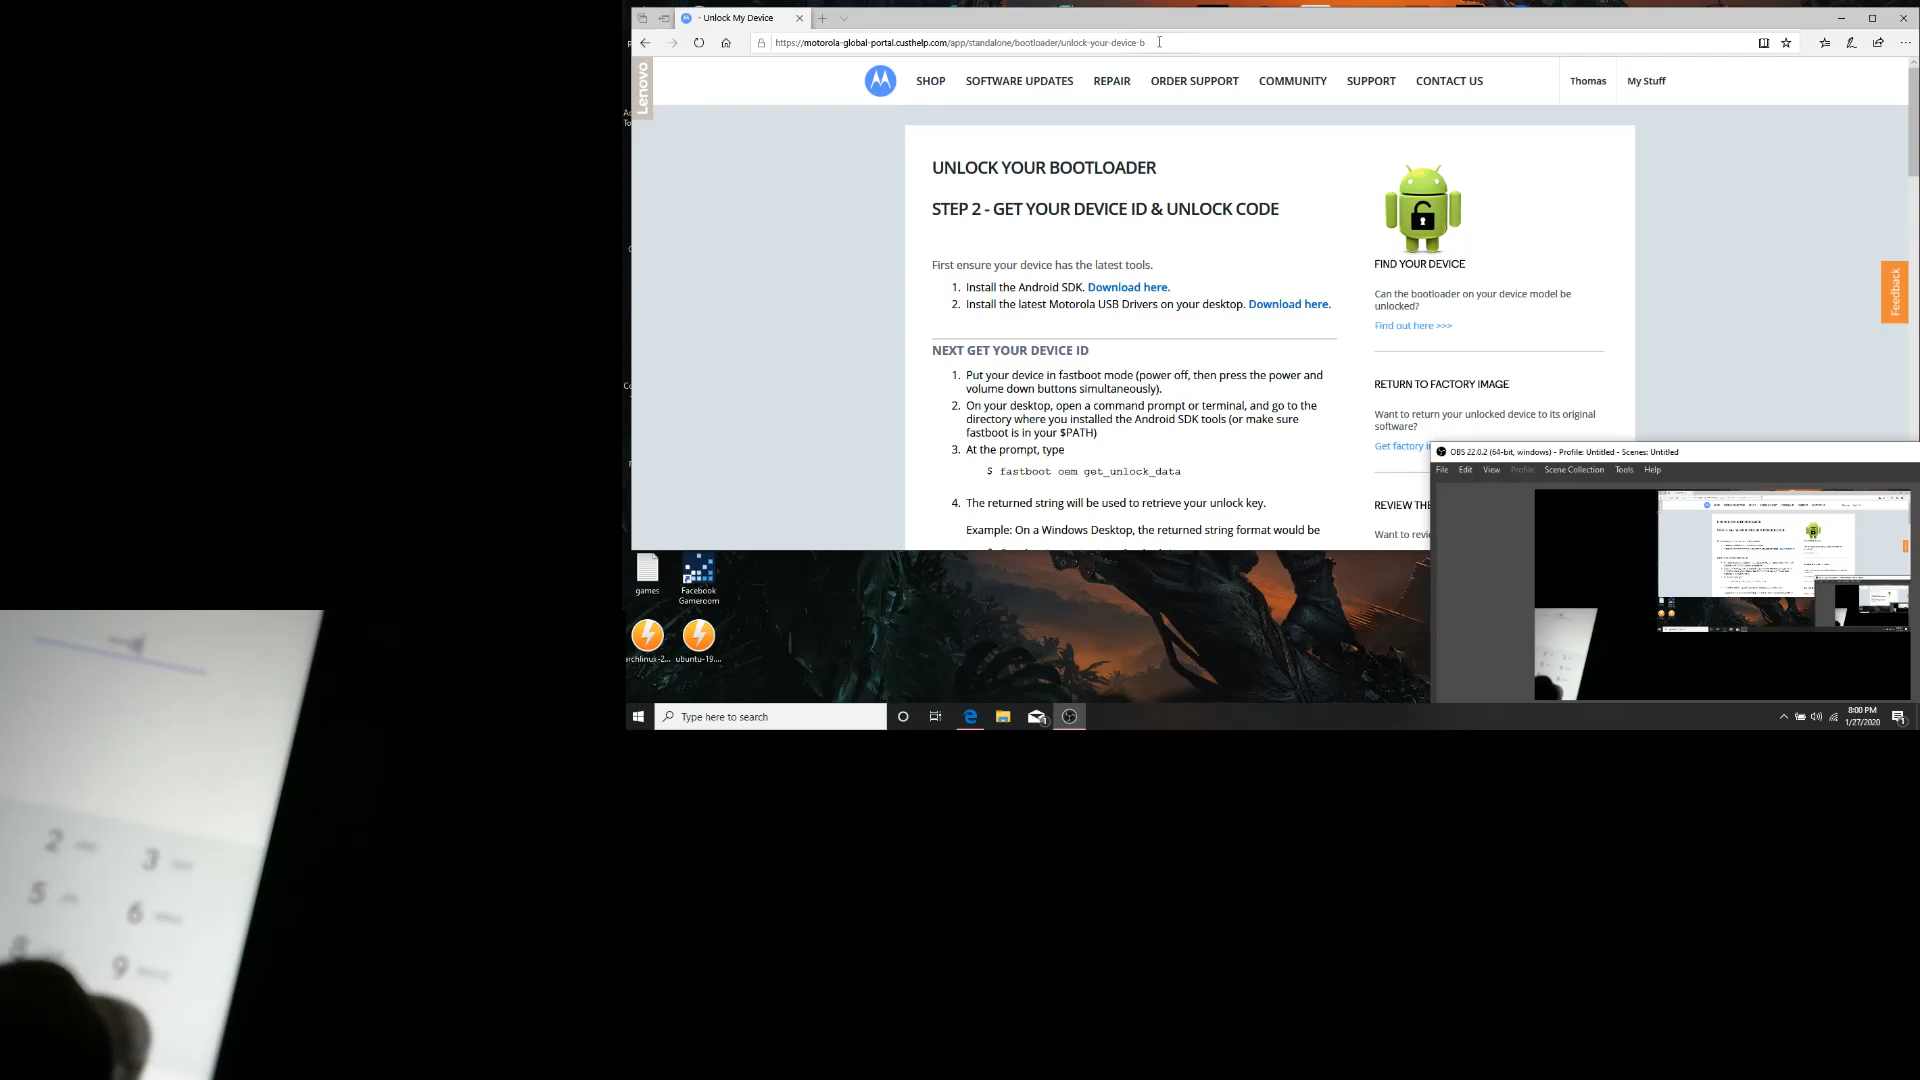 - Unlock My Device
https://motorola-global-portal.custhelp.com/app/standalone/bootloader/unlock-your-device-b
Lenovo
SHOP SOFTWARE UPDATES REPAIR ORDER SUPPORT COMMUNITY SUPPORT CONTACT US Thomas My Stuff
UNLOCK YOUR BOOTLOADER
STEP 2 - GET YOUR DEVICE ID & UNLOCK CODE
First ensure your device has the latest tools.
1. Install the Android SDK. Download here.
2. Install the latest Motorola USB Drivers on your desktop. Download here.
NEXT GET YOUR DEVICE ID
1. Put your device in fastboot mode (power off, then press the power and
volume down buttons simultaneously).
2. On your desktop, open a command prompt or terminal, and go to the
directory where you installed the Android SDK tools (or make sure
fastboot is in your $PATH)
3. At the prompt, type
$ fastboot oem get_unlock_data
4. The returned string will be used to retrieve your unlock key.
Example: On a Windows Desktop, the returned string format would be
FIND YOUR DEVICE
Can the bootloader on your device model be
unlocked?
Find out here >>>
RETURN TO FACTORY IMAGE
Want to return your unlocked device to its original
software?
Get factory
REVIEW THE
Want to
Feedback
OBS 22.0.2 (64-bit, windows) - Profile: Untitled - Scenes: Untitled
File Edit View Profile Scene Collection Tools Help
games
Facebook
Gameroom
archlinux-2...
ubuntu-19....
Type here to search
8:00 PM
1/27/2020
2
3
5
6
8
9